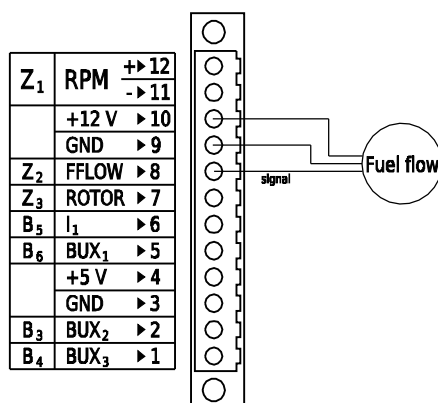 Z₁ RPM +▸12
-▸11
+12 V ▸10
GND ▸9
Z₂ FFLOW ▸8
Z₃ ROTOR ▸7
B₅ I₁ ▸6
B₆ BUX₁ ▸5
+5 V ▸4
GND ▸3
B₃ BUX₂ ▸2
B₄ BUX₃ ▸1
signal
Fuel flow